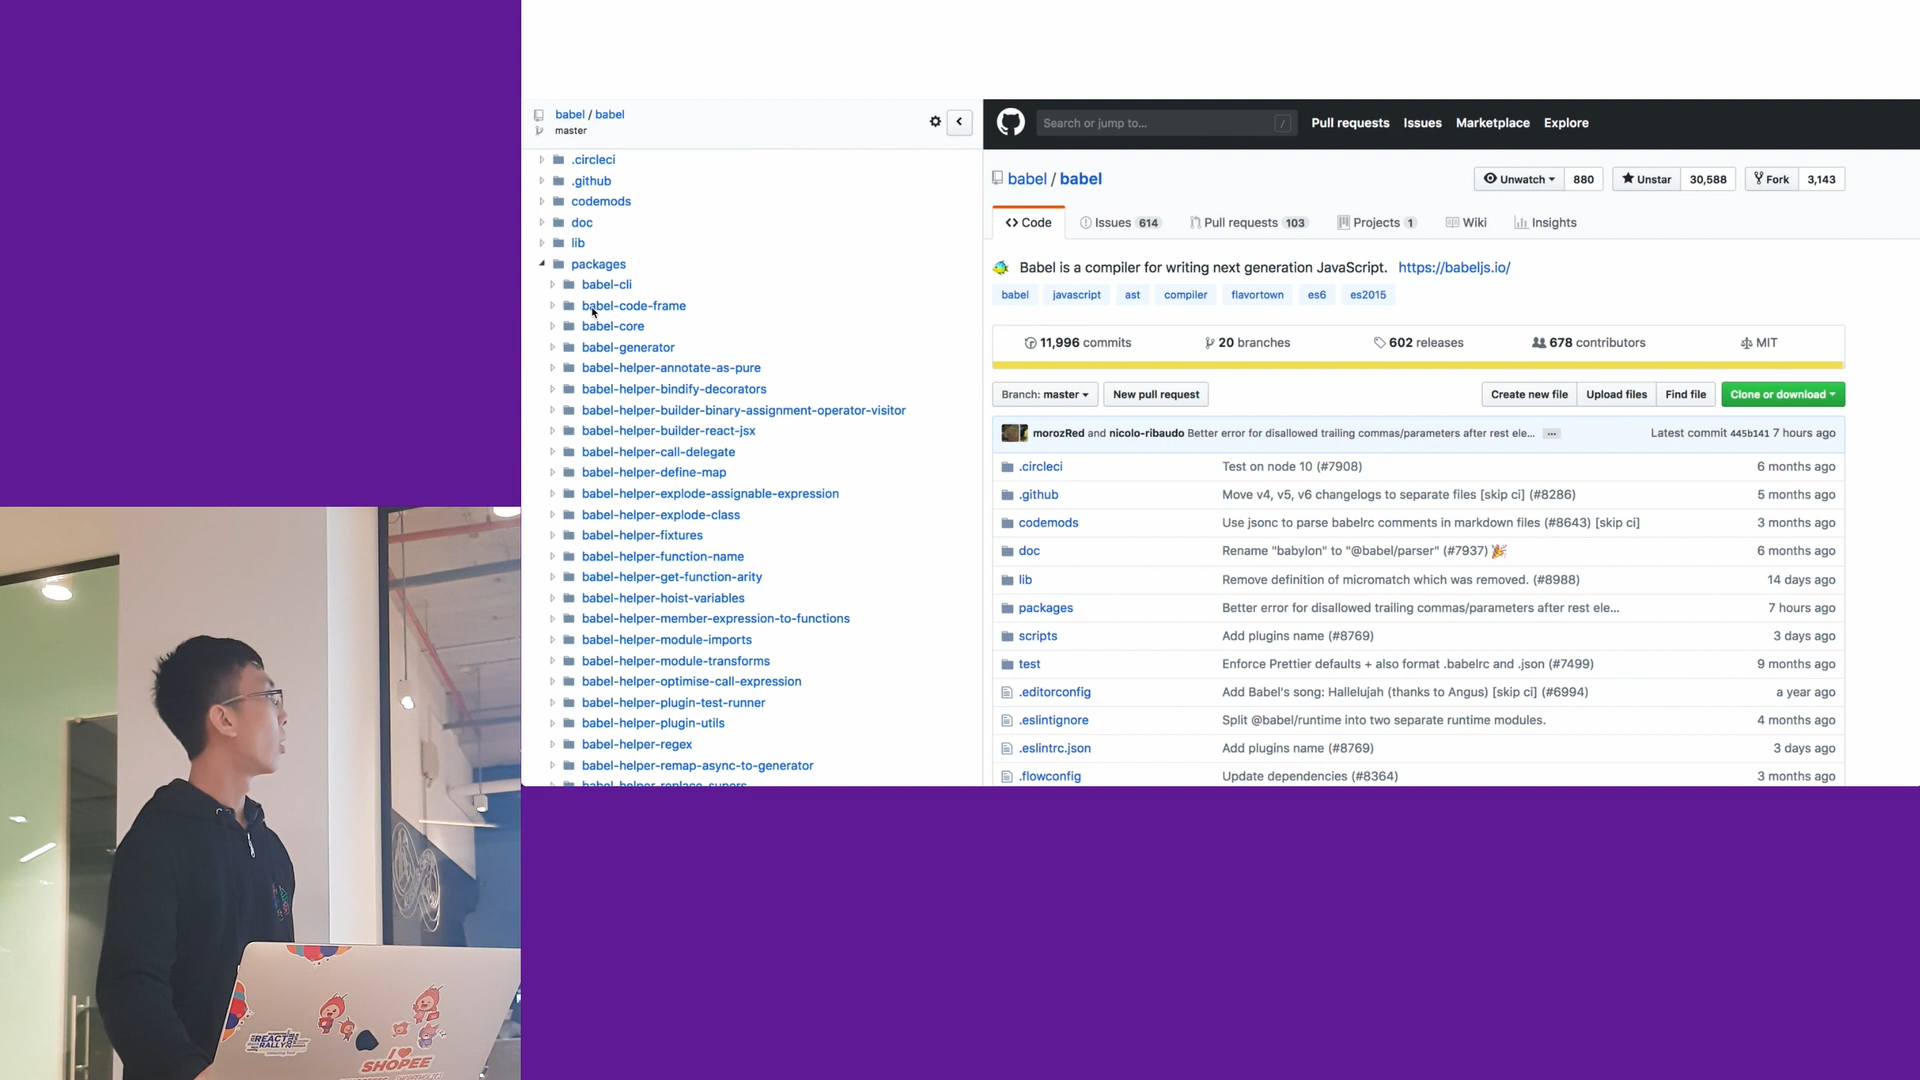 babel / babel
master
.circleci
.github
codemods
doc
lib
packages
babel-cli
babel-code-frame
babel-core
babel-generator
babel-helper-annotate-as-pure
babel-helper-bindify-decorators
babel-helper-builder-binary-assignment-operator-visitor
babel-helper-builder-react-jsx
babel-helper-call-delegate
babel-helper-define-map
babel-helper-explode-assignable-expression
babel-helper-explode-class
babel-helper-fixtures
babel-helper-function-name
babel-helper-get-function-arity
babel-helper-hoist-variables
babel-helper-member-expression-to-functions
babel-helper-module-imports
babel-helper-module-transforms
babel-helper-optimise-call-expression
babel-helper-plugin-test-runner
babel-helper-plugin-utils
babel-helper-regex
babel-helper-remap-async-to-generator
babel-helper-replace-supers
Search or jump to... / Pull requests Issues Marketplace Explore
babel / babel Unwatch 880 Unstar 30,588 Fork 3,143
Code Issues 614 Pull requests 103 Projects 1 Wiki Insights
Babel is a compiler for writing next generation JavaScript. https://babeljs.io/
babel javascript ast compiler flavortown es6 es2015
11,996 commits 20 branches 602 releases 678 contributors MIT
Branch: master New pull request Create new file Upload files Find file Clone or download
morozRed and nicolo-ribaudo Better error for disallowed trailing commas/parameters after rest ele... ... Latest commit 445b141 7 hours ago
.circleci Test on node 10 (#7908) 6 months ago
.github Move v4, v5, v6 changelogs to separate files [skip ci] (#8286) 5 months ago
codemods Use jsonc to parse babelrc comments in markdown files (#8643) [skip ci] 3 months ago
doc Rename "babylon" to "@babel/parser" (#7937) 🎉 6 months ago
lib Remove definition of micromatch which was removed. (#8988) 14 days ago
packages Better error for disallowed trailing commas/parameters after rest ele... 7 hours ago
scripts Add plugins name (#8769) 3 days ago
test Enforce Prettier defaults + also format .babelrc and .json (#7499) 9 months ago
.editorconfig Add Babel's song: Hallelujah (thanks to Angus) [skip ci] (#6994) a year ago
.eslintignore Split @babel/runtime into two separate runtime modules. 4 months ago
.eslintrc.json Add plugins name (#8769) 3 days ago
.flowconfig Update dependencies (#8364) 3 months ago
REACT
RALLY
I
SHOPEE